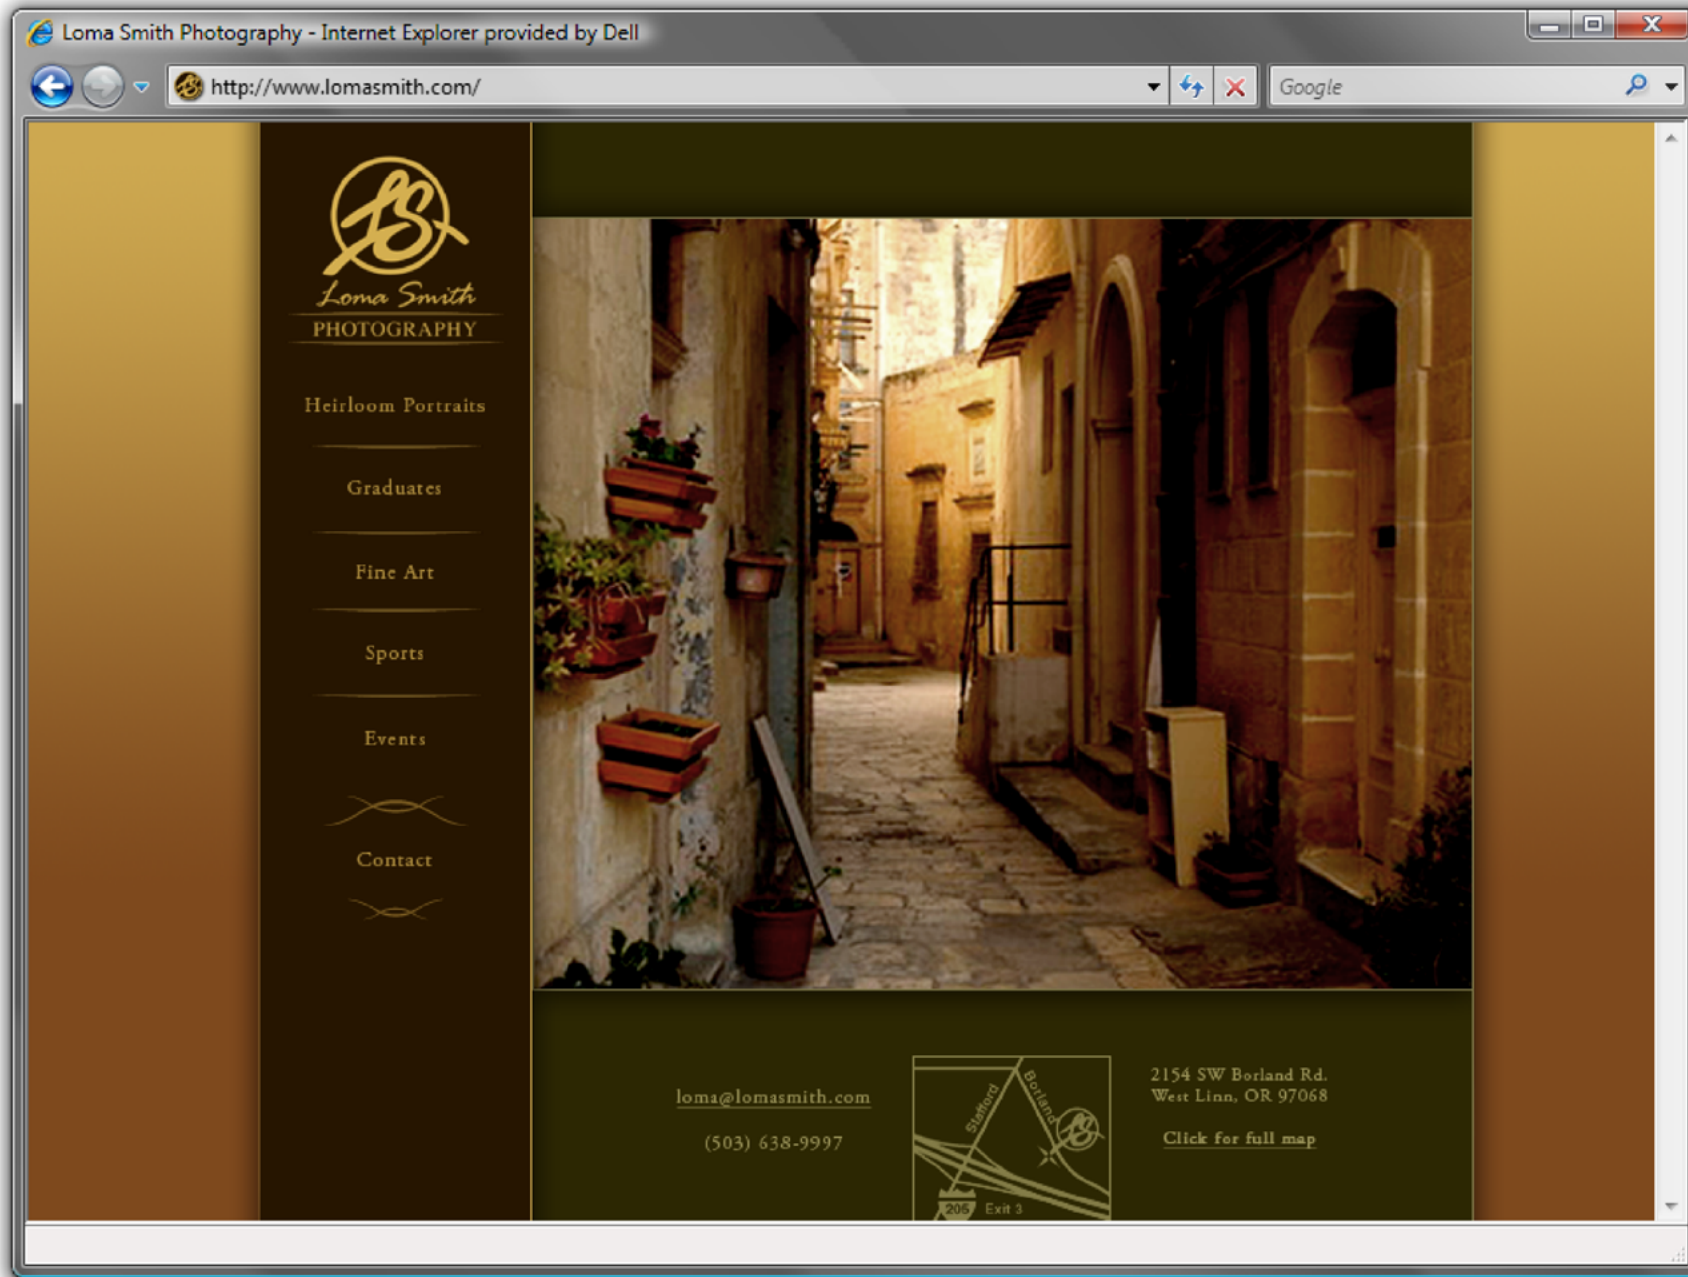 Loma Smith Photography - Internet Explorer provided by Dell
http://www.lomasmith.com/
Google
LS
Loma Smith
PHOTOGRAPHY
Heirloom Portraits
Graduates
Fine Art
Sports
Events
Contact
loma@lomasmith.com
(503) 638-9997
Stafford
Borland
LS
205
Exit 3
2154 SW Borland Rd.
West Linn, OR 97068
Click for full map